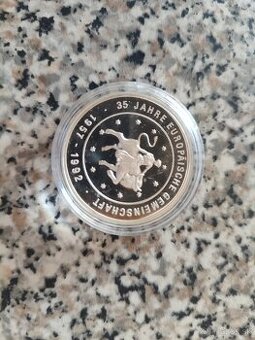 35 JAHRE EUROPÄISCHE GEMEINSCHAFT
1957 - 1992